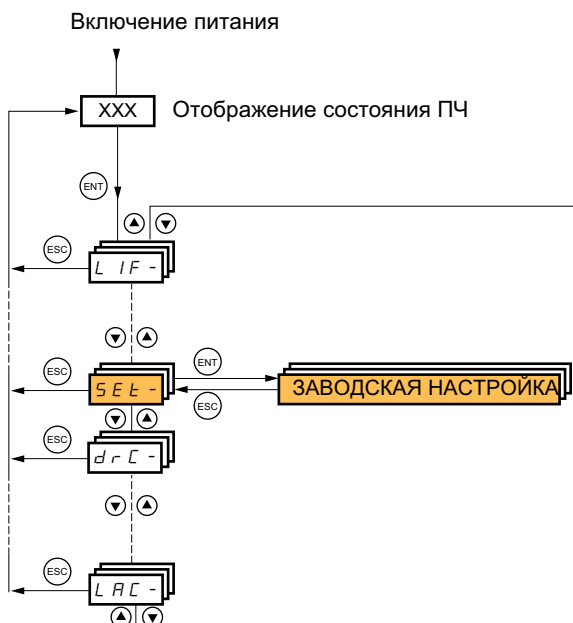 Включение питания
XXX Отображение состояния ПЧ
ENT
ESC
LIF-
ENT
ESC
SEt- ЗАВОДСКАЯ НАСТРОЙКА
ESC
ESC
drC-
ESC
LAC-